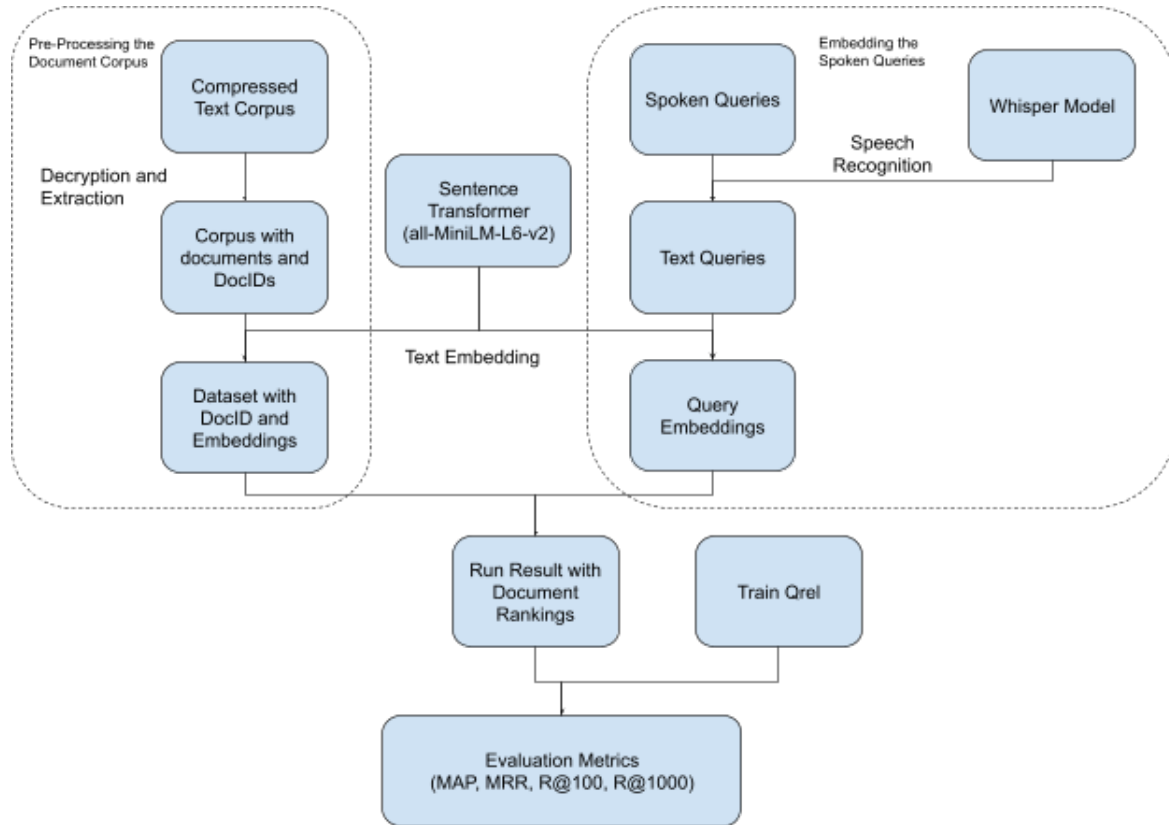 Pre-Processing the
Document Corpus
Compressed
Text Corpus
Decryption and
Extraction
Corpus with
documents and
DocIDs
Dataset with
DocID and
Embeddings
Sentence
Transformer
(all-MiniLM-L6-v2)
Text Embedding
Embedding the
Spoken Queries
Spoken Queries
Whisper Model
Speech
Recognition
Text Queries
Query
Embeddings
Run Result with
Document
Rankings
Train Qrel
Evaluation Metrics
(MAP, MRR, R@100, R@1000)